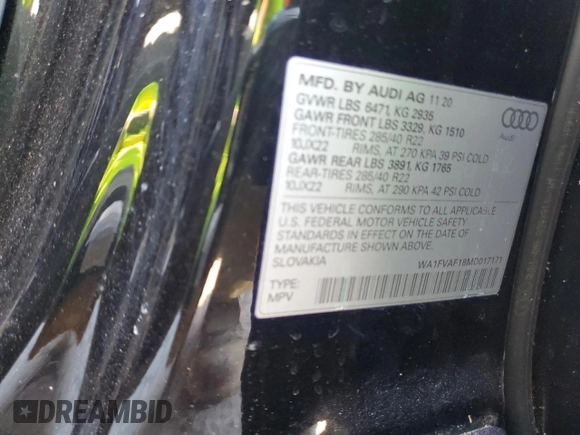 MFD. BY AUDI AG 11 20
GVWR LBS 6471, KG 2935
GAWR FRONT LBS 3329, KG 1510
FRONT-TIRES 285/40 R22
10JX22 RIMS, AT 270 KPA 39 PSI COLD
GAWR REAR LBS 3891, KG 1765
REAR-TIRES 285/40 R22
10JX22 RIMS, AT 290 KPA 42 PSI COLD
Audi
THIS VEHICLE CONFORMS TO ALL APPLICABLE
U.S. FEDERAL MOTOR VEHICLE SAFETY
STANDARDS IN EFFECT ON THE DATE OF
MANUFACTURE SHOWN ABOVE.
SLOVAKIA WA1FVAF18MD017171
TYPE:
MPV
DREAMBID